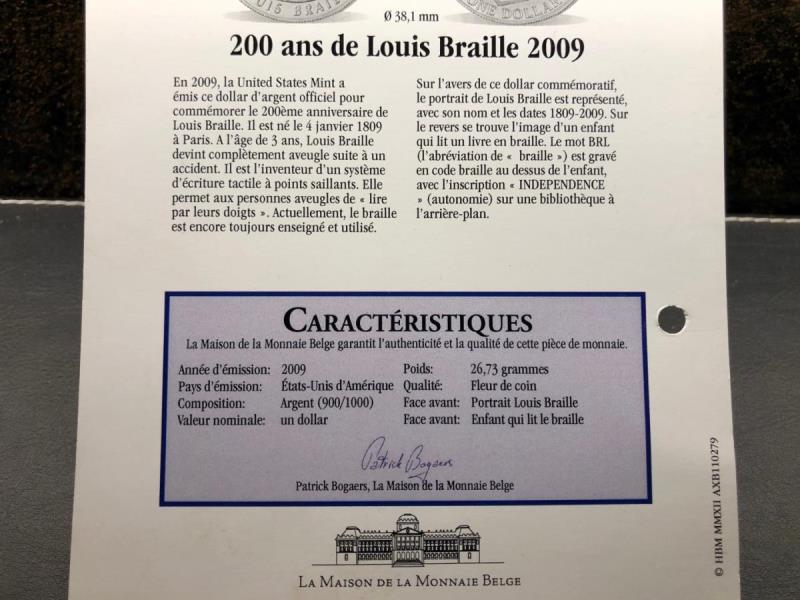 OUIS BRAIL
ONE DOLLAR
Ø 38,1 mm
200 ans de Louis Braille 2009
En 2009, la United States Mint a
émis ce dollar d'argent officiel pour
commémorer le 200ème anniversaire de
Louis Braille. Il est né le 4 janvier 1809
à Paris. A l'âge de 3 ans, Louis Braille
devint complètement aveugle suite à un
accident. Il est l'inventeur d'un système
d'écriture tactile à points saillants. Elle
permet aux personnes aveugles de « lire
par leurs doigts ». Actuellement, le braille
est encore toujours enseigné et utilisé.
Sur l'avers de ce dollar commémoratif,
le portrait de Louis Braille est représenté,
avec son nom et les dates 1809-2009. Sur
le revers se trouve l'image d'un enfant
qui lit un livre en braille. Le mot BRL
(l'abréviation de « braille ») est gravé
en code braille au dessus de l'enfant,
avec l'inscription « INDEPENDENCE
» (autonomie) sur une bibliothèque à
l'arrière-plan.
CARACTÉRISTIQUES
La Maison de la Monnaie Belge garantit l'authenticité et la qualité de cette pièce de monnaie.
Année d'émission: 2009 Poids: 26,73 grammes
Pays d'émission: États-Unis d'Amérique Qualité: Fleur de coin
Composition: Argent (900/1000) Face avant: Portrait Louis Braille
Valeur nominale: un dollar Face avant: Enfant qui lit le braille
Patrick Bogaers
Patrick Bogaers, La Maison de la Monnaie Belge
LA MAISON DE LA MONNAIE BELGE
© HBM MMXII AXB110279